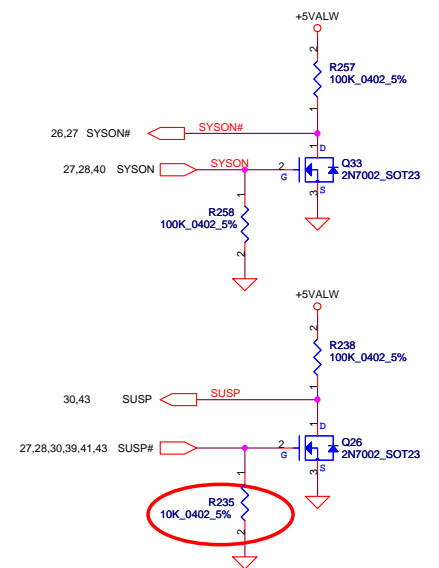 +5VALW
2
R257
100K_0402_5%
1
26,27 SYSON# SYSON#
1 D
Q33
2N7002_SOT23
27,28,40 SYSON SYSON 2 G
S
3
1
R258
100K_0402_5%
2
+5VALW
2
R238
100K_0402_5%
1
30,43 SUSP SUSP
1 D
Q26
2N7002_SOT23
27,28,30,39,41,43 SUSP# 2 G
S
3
1
R235
10K_0402_5%
2